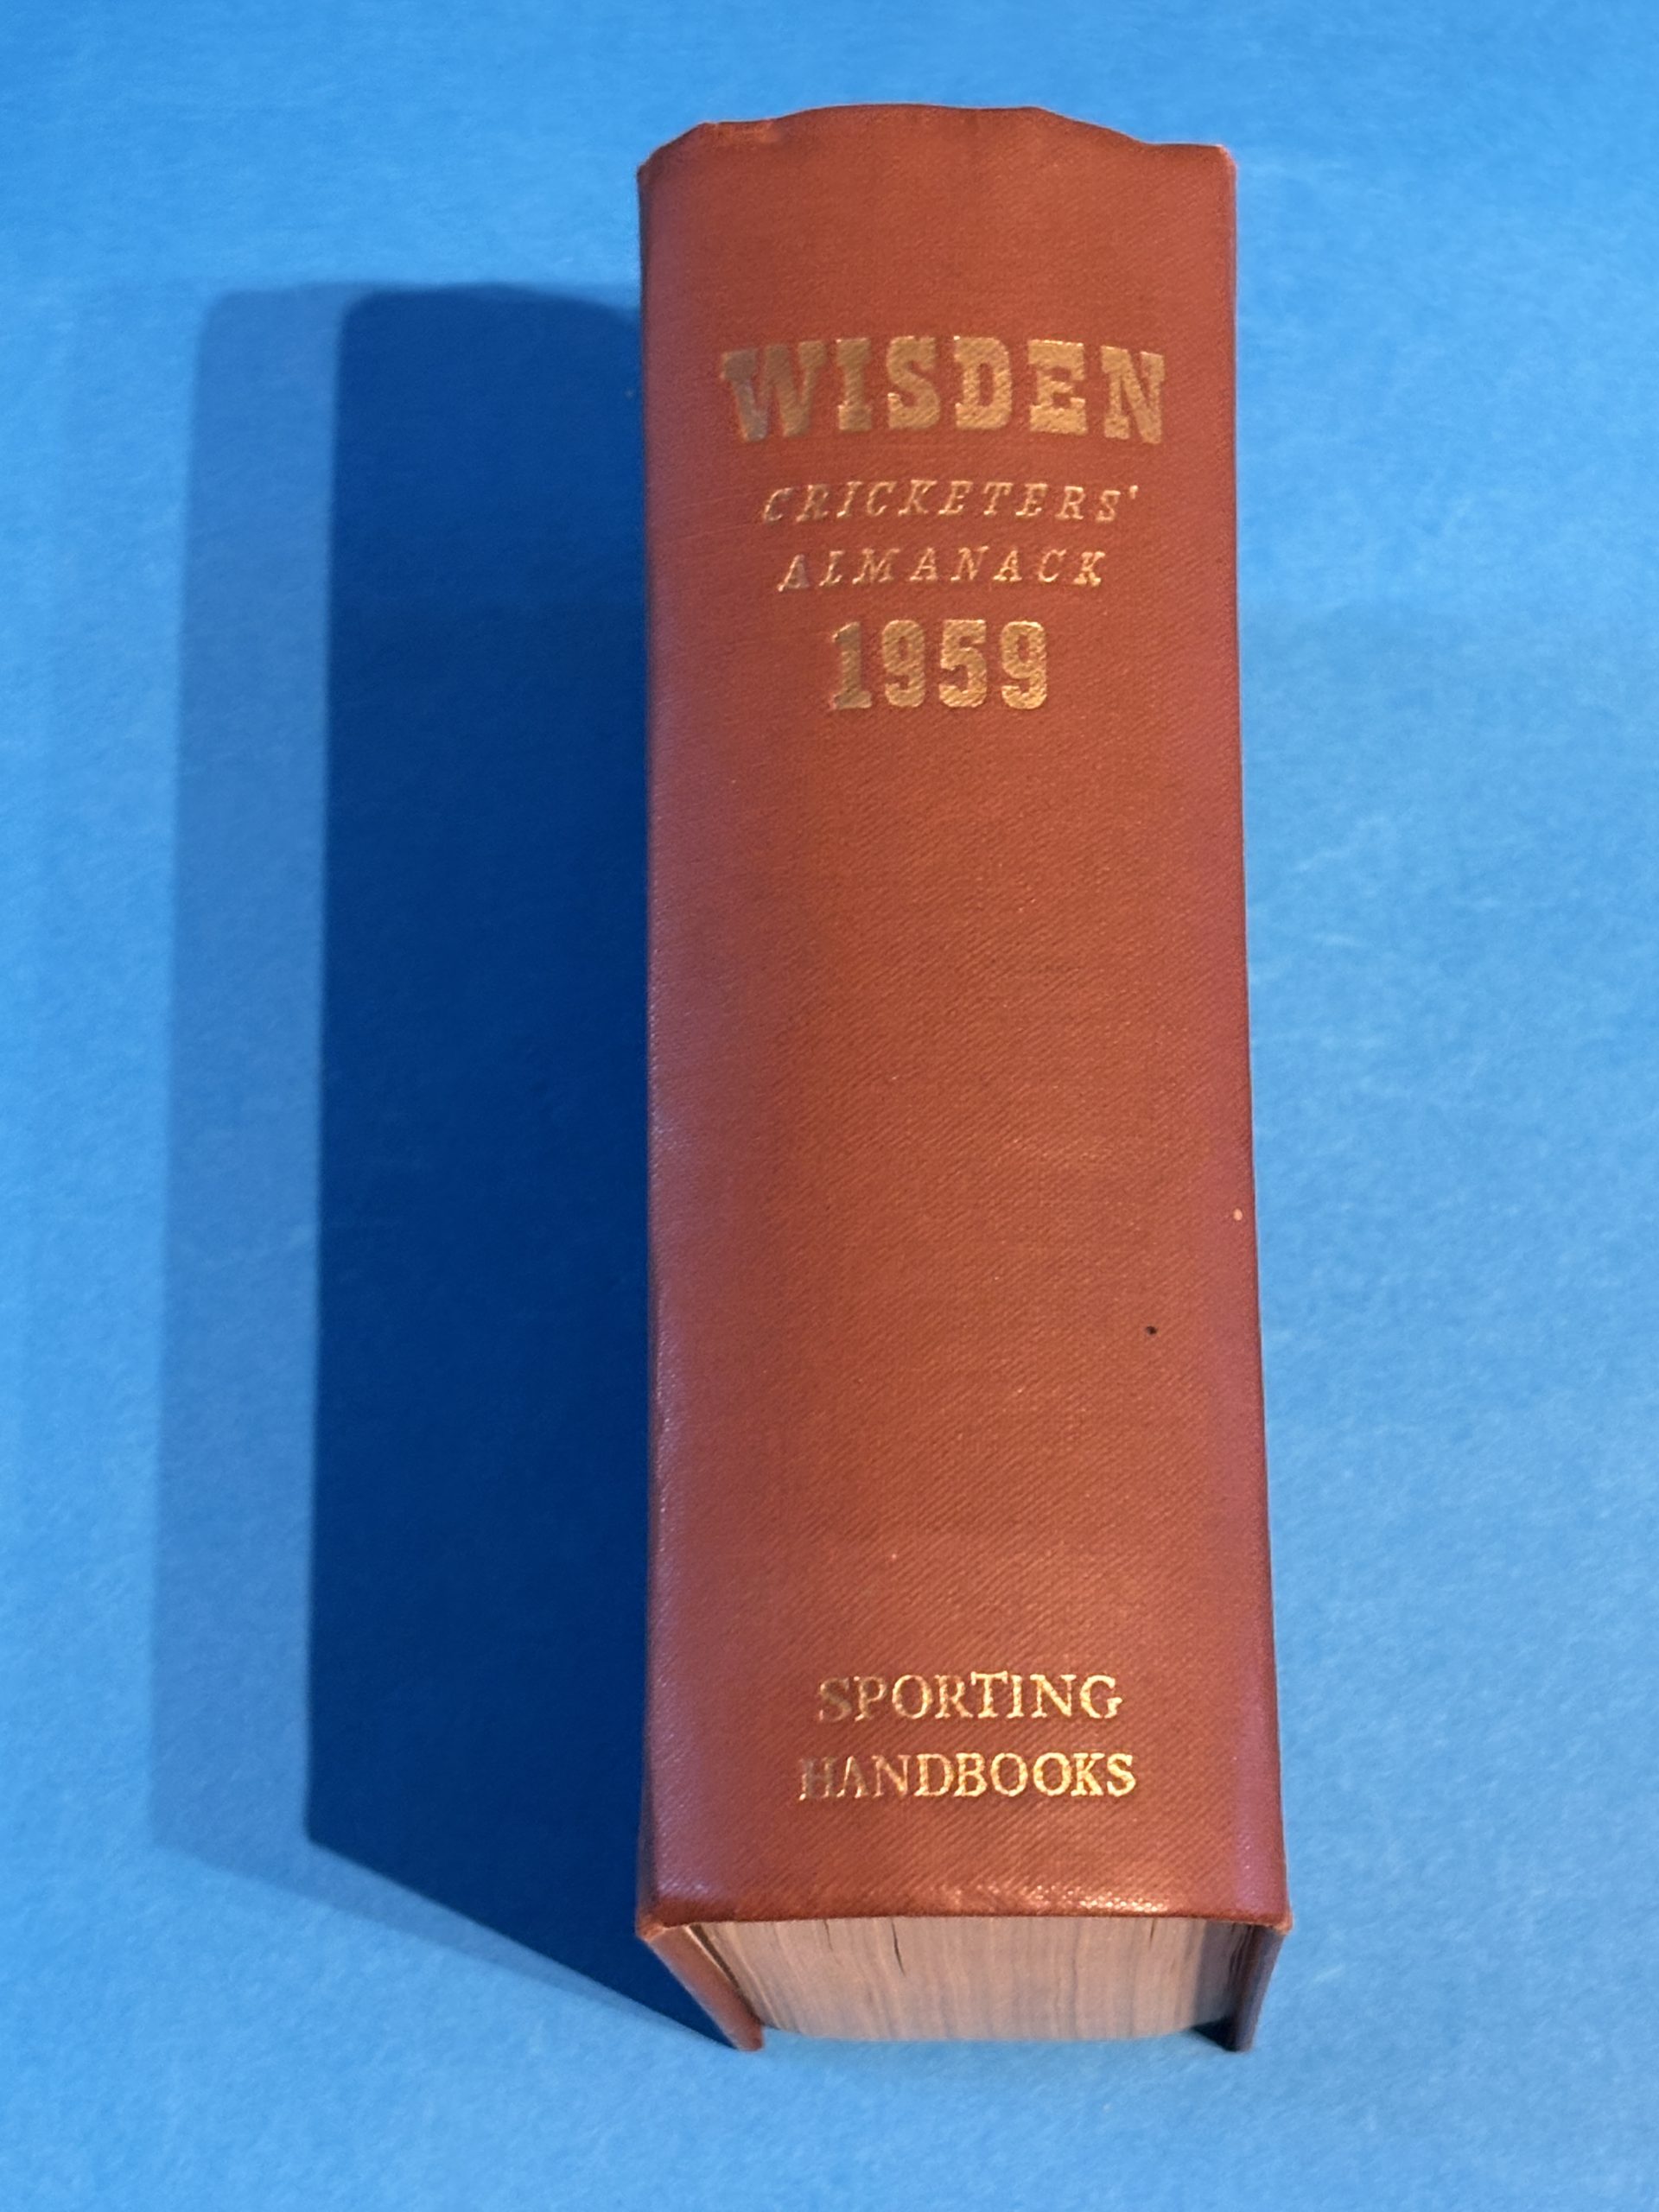 WISDEN
CRICKETERS'
ALMANACK
1959
SPORTING
HANDBOOKS